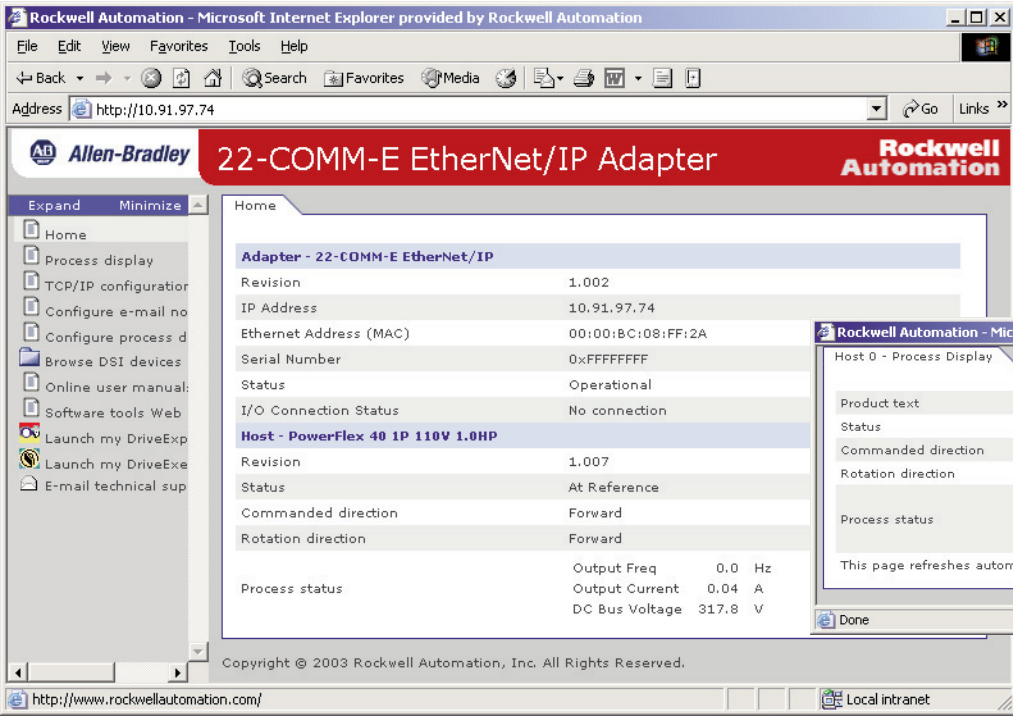 Rockwell Automation - Microsoft Internet Explorer provided by Rockwell Automation
File Edit View Favorites Tools Help
Back Search Favorites Media
Address http://10.91.97.74 Go Links »
AB Allen-Bradley 22-COMM-E EtherNet/IP Adapter Rockwell Automation
Expand Minimize
Home
Process display
TCP/IP configuration
Configure e-mail no
Configure process d
Browse DSI devices
Online user manual:
Software tools Web
Launch my DriveExp
Launch my DriveExe
E-mail technical sup
Home
Adapter - 22-COMM-E EtherNet/IP
Revision 1.002
IP Address 10.91.97.74
Ethernet Address (MAC) 00:00:BC:08:FF:2A
Serial Number 0xFFFFFFFF
Status Operational
I/O Connection Status No connection
Host - PowerFlex 40 1P 110V 1.0HP
Revision 1.007
Status At Reference
Commanded direction Forward
Rotation direction Forward
Process status
Output Freq 0.0 Hz
Output Current 0.04 A
DC Bus Voltage 317.8 V
Rockwell Automation - Mic
Host 0 - Process Display
Product text
Status
Commanded direction
Rotation direction
Process status
This page refreshes autom
Done
Copyright © 2003 Rockwell Automation, Inc. All Rights Reserved.
http://www.rockwellautomation.com/ Local intranet